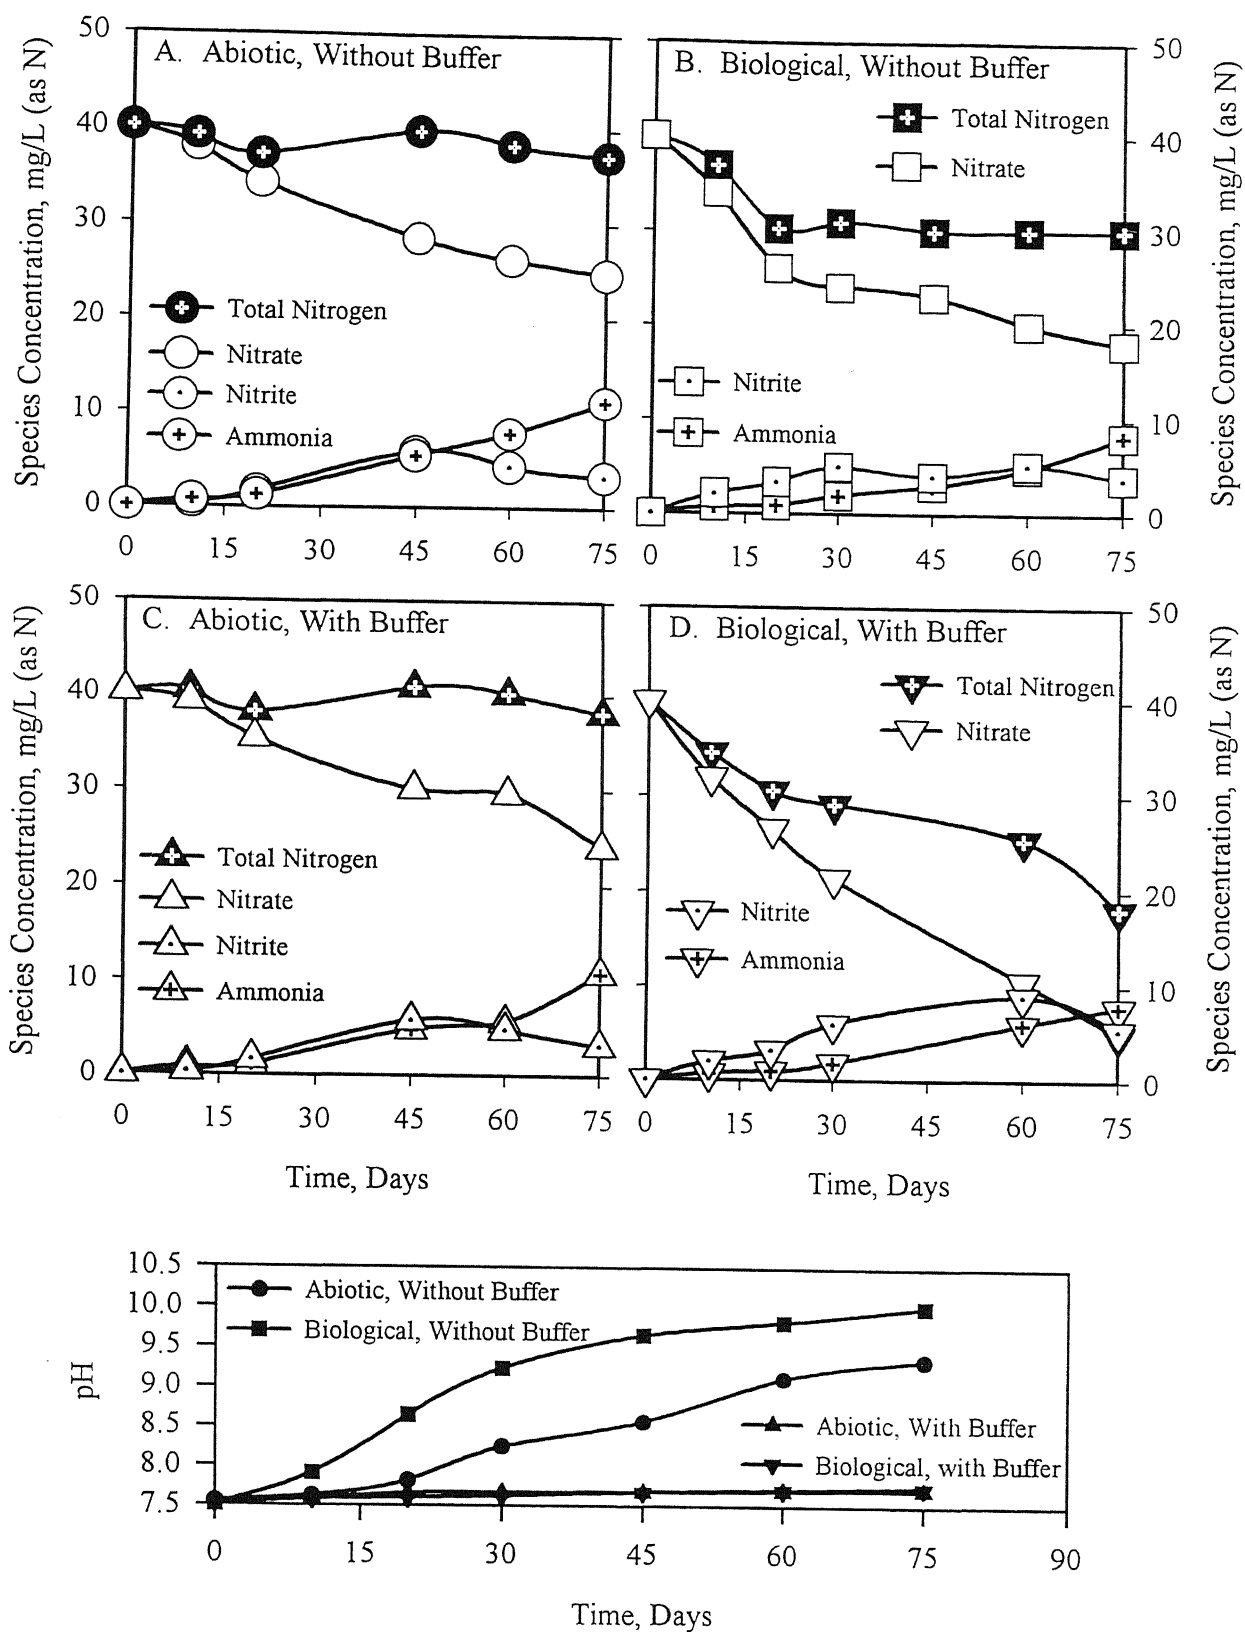 A. Abiotic, Without Buffer
Species Concentration, mg/L (as N)
50
40
30
20
10
0
Total Nitrogen
Nitrate
Nitrite
Ammonia
0 15 30 45 60 75
B. Biological, Without Buffer
Total Nitrogen
Nitrate
Nitrite
Ammonia
50
40
30
20
10
0
Species Concentration, mg/L (as N)
0 15 30 45 60 75
C. Abiotic, With Buffer
Species Concentration, mg/L (as N)
50
40
30
20
10
0
Total Nitrogen
Nitrate
Nitrite
Ammonia
0 15 30 45 60 75
Time, Days
D. Biological, With Buffer
Total Nitrogen
Nitrate
Nitrite
Ammonia
50
40
30
20
10
0
Species Concentration, mg/L (as N)
0 15 30 45 60 75
Time, Days
pH
10.5
10.0
9.5
9.0
8.5
8.0
7.5
Abiotic, Without Buffer
Biological, Without Buffer
Abiotic, With Buffer
Biological, with Buffer
0 15 30 45 60 75 90
Time, Days